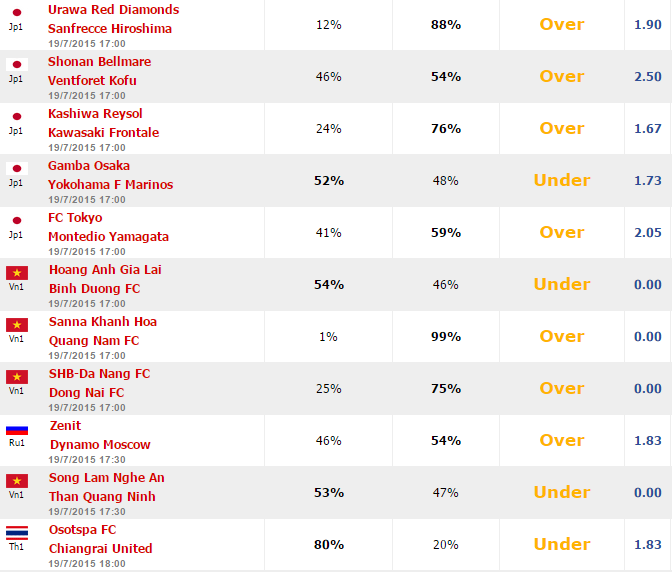 Urawa Red Diamonds
Jp1 Sanfrecce Hiroshima 12% 88% Over 1.90
19/7/2015 17:00
Shonan Bellmare
Jp1 Ventforet Kofu 46% 54% Over 2.50
19/7/2015 17:00
Kashiwa Reysol
Jp1 Kawasaki Frontale 24% 76% Over 1.67
19/7/2015 17:00
Gamba Osaka
Jp1 Yokohama F Marinos 52% 48% Under 1.73
19/7/2015 17:00
FC Tokyo
Jp1 Montedio Yamagata 41% 59% Over 2.05
19/7/2015 17:00
Hoang Anh Gia Lai
Vn1 Binh Duong FC 54% 46% Under 0.00
19/7/2015 17:00
Sanna Khanh Hoa
Vn1 Quang Nam FC 1% 99% Over 0.00
19/7/2015 17:00
SHB-Da Nang FC
Vn1 Dong Nai FC 25% 75% Over 0.00
19/7/2015 17:00
Zenit
Ru1 Dynamo Moscow 46% 54% Over 1.83
19/7/2015 17:30
Song Lam Nghe An
Vn1 Than Quang Ninh 53% 47% Under 0.00
19/7/2015 17:30
Osotspa FC
Th1 Chiangrai United 80% 20% Under 1.83
19/7/2015 18:00